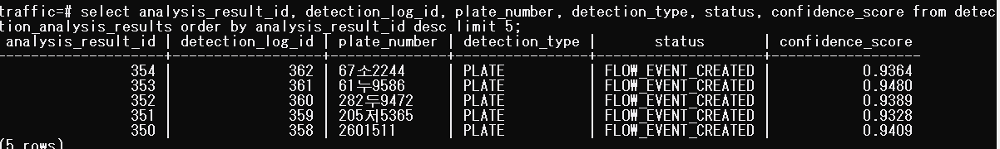 traffic=# select analysis_result_id, detection_log_id, plate_number, detection_type, status, confidence_score from detec
tion_analysis_results order by analysis_result_id desc limit 5;
analysis_result_id | detection_log_id | plate_number | detection_type | status | confidence_score
-------------------+------------------+--------------+----------------+--------------------+------------------
354 | 362 | 67소2244 | PLATE | FLOW_EVENT_CREATED | 0.9364
353 | 361 | 61누9586 | PLATE | FLOW_EVENT_CREATED | 0.9480
352 | 360 | 282두9472 | PLATE | FLOW_EVENT_CREATED | 0.9389
351 | 359 | 205저5365 | PLATE | FLOW_EVENT_CREATED | 0.9328
350 | 358 | 2601511 | PLATE | FLOW_EVENT_CREATED | 0.9409
(5 rows)